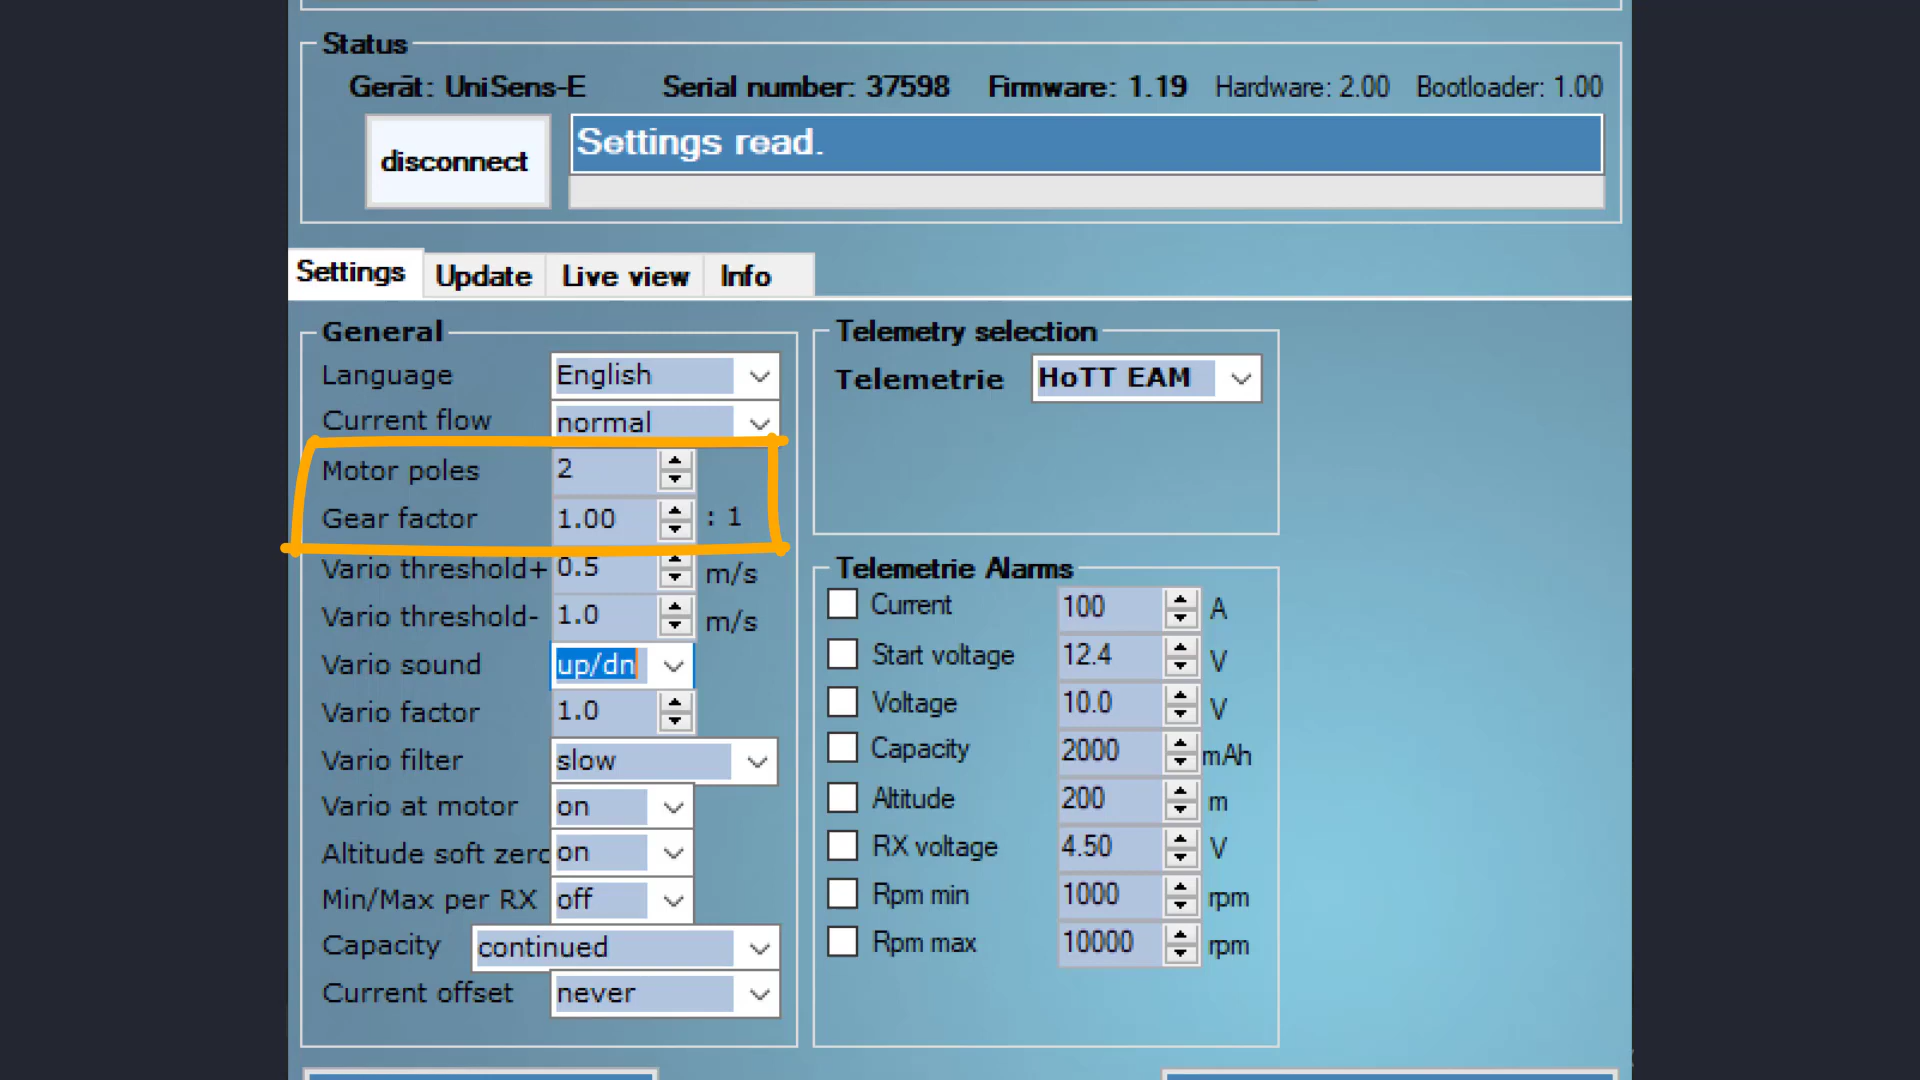 Status
Gerät: UniSens-E Serial number: 37598 Firmware: 1.19 Hardware: 2.00 Bootloader: 1.00
disconnect
Settings read.
Settings Update Live view Info
General
Language English
Current flow normal
Motor poles 2
Gear factor 1.00 : 1
Vario threshold+ 0.5 m/s
Vario threshold- 1.0 m/s
Vario sound up/dn
Vario factor 1.0
Vario filter slow
Vario at motor on
Altitude soft zero on
Min/Max per RX off
Capacity continued
Current offset never
Telemetry selection
Telemetrie HoTT EAM
Telemetrie Alarms
Current 100 A
Start voltage 12.4 V
Voltage 10.0 V
Capacity 2000 mAh
Altitude 200 m
RX voltage 4.50 V
Rpm min 1000 rpm
Rpm max 10000 rpm